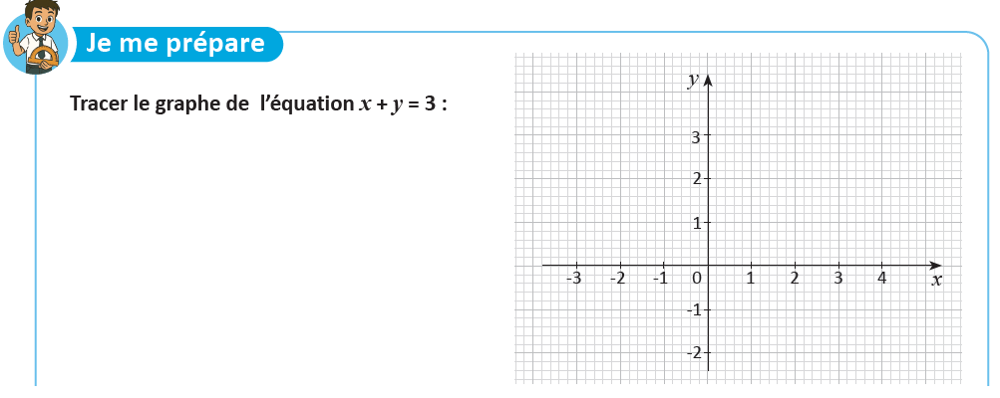 Je me prépare
Tracer le graphe de l'équation x + y = 3 :
y
3
2
1
-3 -2 -1 0 1 2 3 4 x
-1
-2